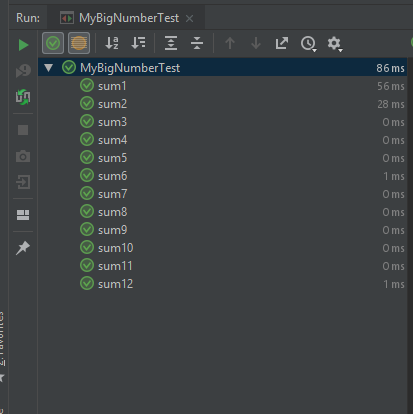 Run: MyBigNumberTest
MyBigNumberTest 86 ms
sum1 56 ms
sum2 28 ms
sum3 0 ms
sum4 0 ms
sum5 0 ms
sum6 1 ms
sum7 0 ms
sum8 0 ms
sum9 0 ms
sum10 0 ms
sum11 0 ms
sum12 1 ms
2: Favorites